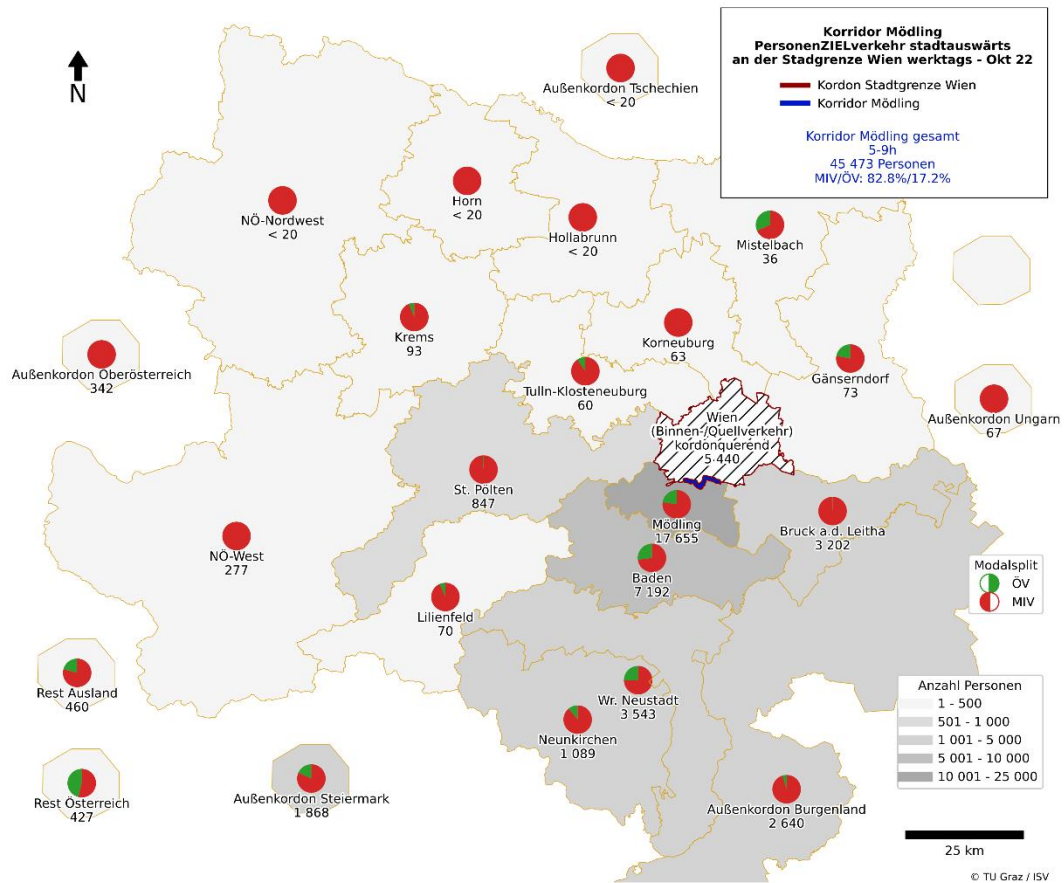 Korridor Mödling
PersonenZIELverkehr stadtauswärts
an der Stadgrenze Wien werktags - Okt 22
Kordon Stadtgrenze Wien
Korridor Mödling
Korridor Mödling gesamt
5-9h
45 473 Personen
MIV/ÖV: 82.8%/17.2%
N
Außenkordon Tschechien
< 20
NÖ-Nordwest
< 20
Horn
< 20
Hollabrunn
< 20
Mistelbach
36
Krems
93
Korneuburg
63
Außenkordon Oberösterreich
342
Tulln-Klosteneuburg
60
Gänserndorf
73
Außenkordon Ungarn
67
Wien
(Binnen-/Quellverkehr)
kordonquerend
5 440
St. Pölten
847
Mödling
17 655
Bruck a.d. Leitha
3 202
NÖ-West
277
Baden
7 192
Lilienfeld
70
Modalsplit
ÖV
MIV
Rest Ausland
460
Wr. Neustadt
3 543
Neunkirchen
1 089
Anzahl Personen
1 - 500
501 - 1 000
1 001 - 5 000
5 001 - 10 000
10 001 - 25 000
Rest Österreich
427
Außenkordon Steiermark
1 868
Außenkordon Burgenland
2 640
25 km
© TU Graz / ISV